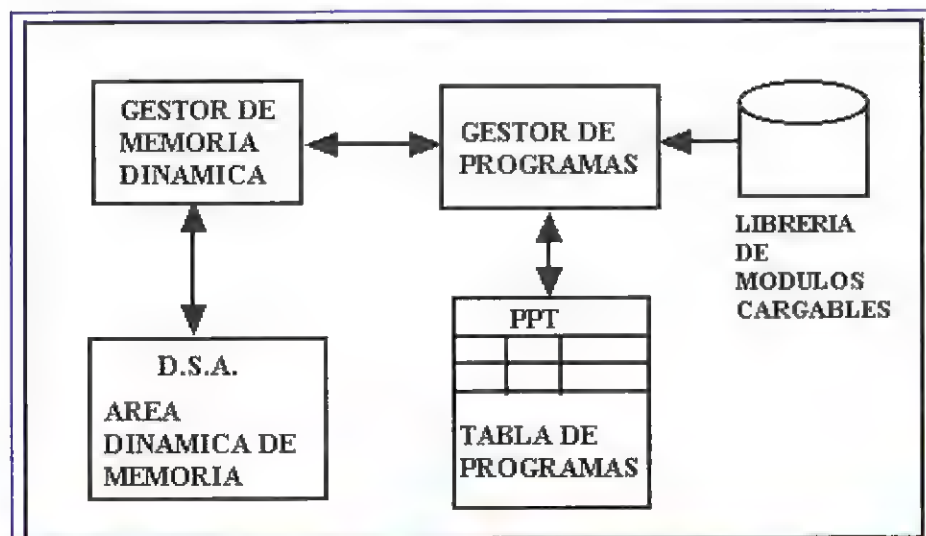 GESTOR DE
MEMORIA
DINAMICA
GESTOR DE
PROGRAMAS
LIBRERIA
DE
MODULOS
CARGABLES
D.S.A.
AREA
DINAMICA DE
MEMORIA
PPT
TABLA DE
PROGRAMAS